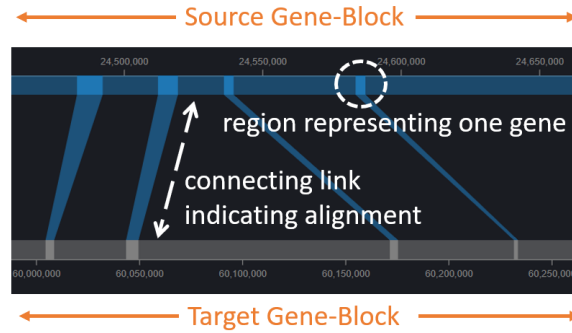 Source Gene-Block
24,500,000 24,550,000 24,600,000 24,650,000
region representing one gene
connecting link
indicating alignment
60,000,000 60,050,000 60,100,000 60,150,000 60,200,000 60,250,000
Target Gene-Block